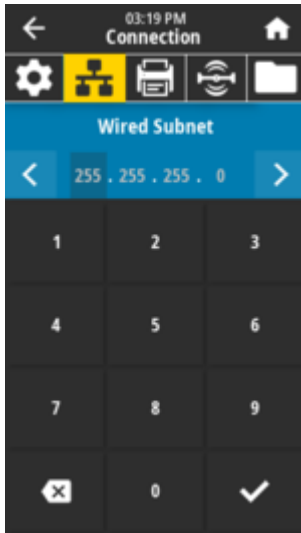 03:19 PM
Connection
Wired Subnet
255 . 255 . 255 . 0
1 2 3
4 5 6
7 8 9
0